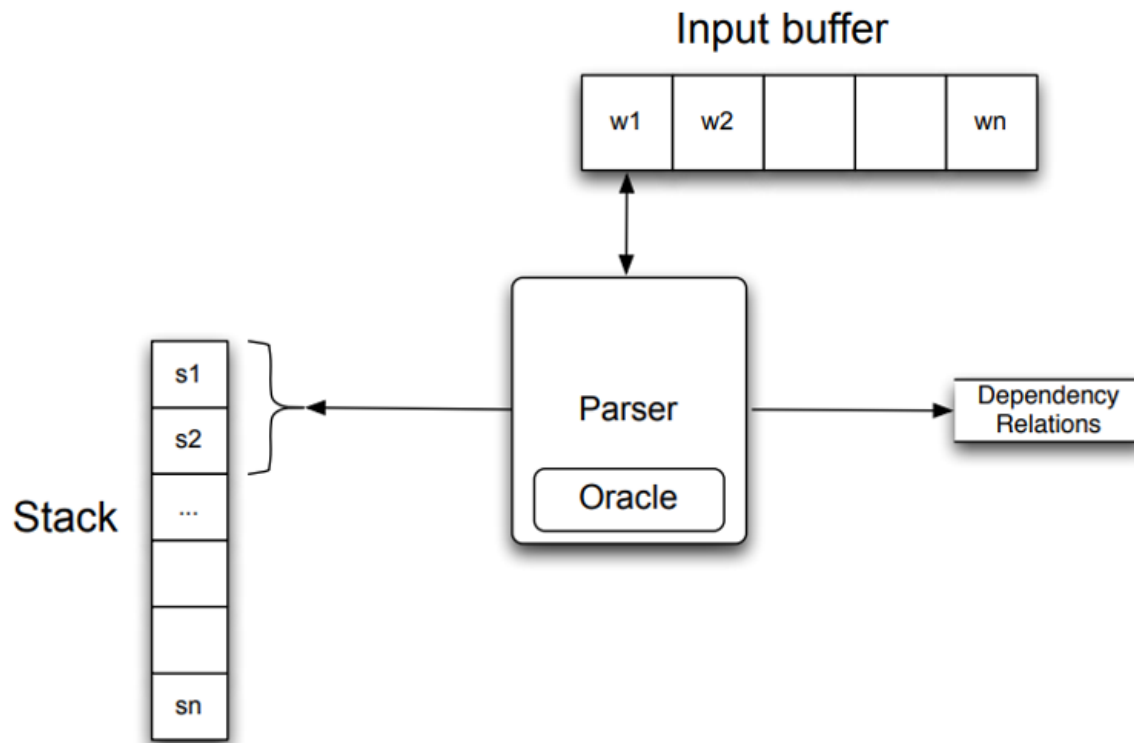 Input buffer
w1 w2 wn
s1
s2
Stack
...
sn
Parser
Oracle
Dependency
Relations